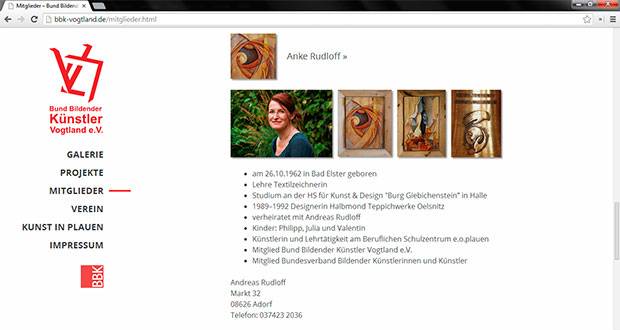 Mitglieder – Bund Bildend
bbk-vogtland.de/mitglieder.html
Bund Bildender
Künstler
Vogtland e.V.
GALERIE
PROJEKTE
MITGLIEDER
VEREIN
KUNST IN PLAUEN
IMPRESSUM
BBK
Anke Rudloff »
am 26.10.1962 in Bad Elster geboren
Lehre Textilzeichnerin
Studium an der HS für Kunst & Design "Burg Giebichenstein" in Halle
1989–1992 Designerin Halbmond Teppichwerke Oelsnitz
verheiratet mit Andreas Rudloff
Kinder: Philipp, Julia und Valentin
Künstlerin und Lehrtätigkeit am Beruflichen Schulzentrum e.o.plauen
Mitglied Bund Bildender Künstler Vogtland e.V.
Mitglied Bundesverband Bildender Künstlerinnen und Künstler
Andreas Rudloff
Markt 32
08626 Adorf
Telefon: 037423 2036